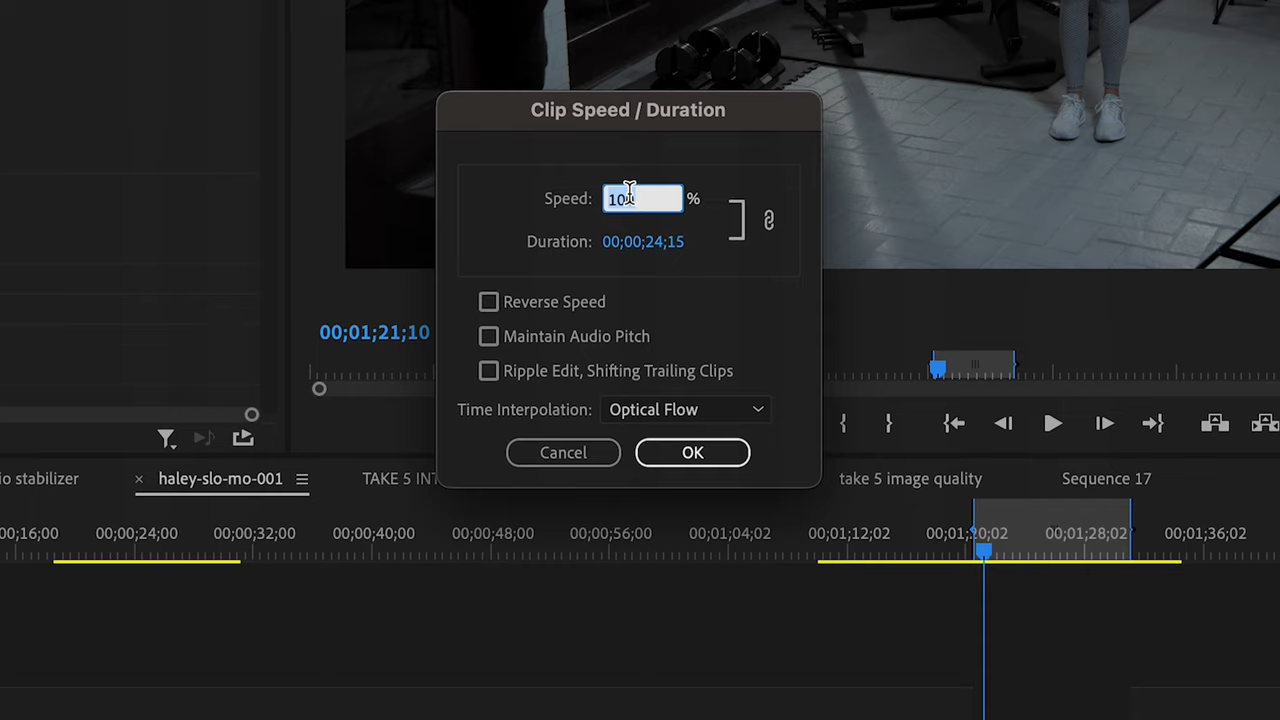 Clip Speed / Duration
Speed: 100 %
Duration: 00;00;24;15
Reverse Speed
Maintain Audio Pitch
Ripple Edit, Shifting Trailing Clips
Time Interpolation: Optical Flow
Cancel OK
00;01;21;10
io stabilizer × haley-slo-mo-001 TAKE 5 INT take 5 image quality Sequence 17
00;00;16;00 00;00;24;00 00;00;32;00 00;00;40;00 00;00;48;00 00;00;56;00 00;01;04;02 00;01;12;02 00;01;20;02 00;01;28;02 00;01;36;02